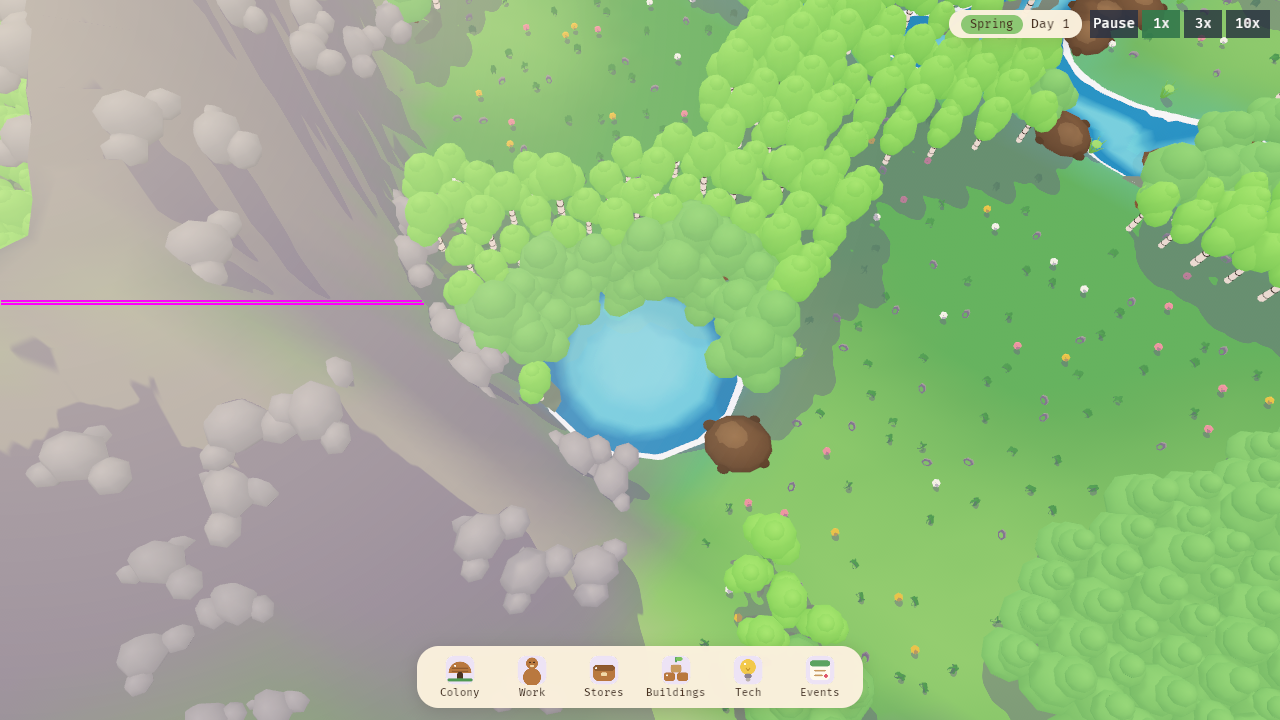 Spring Day 1 Pause 1x 3x 10x
Colony Work Stores Buildings Tech Events